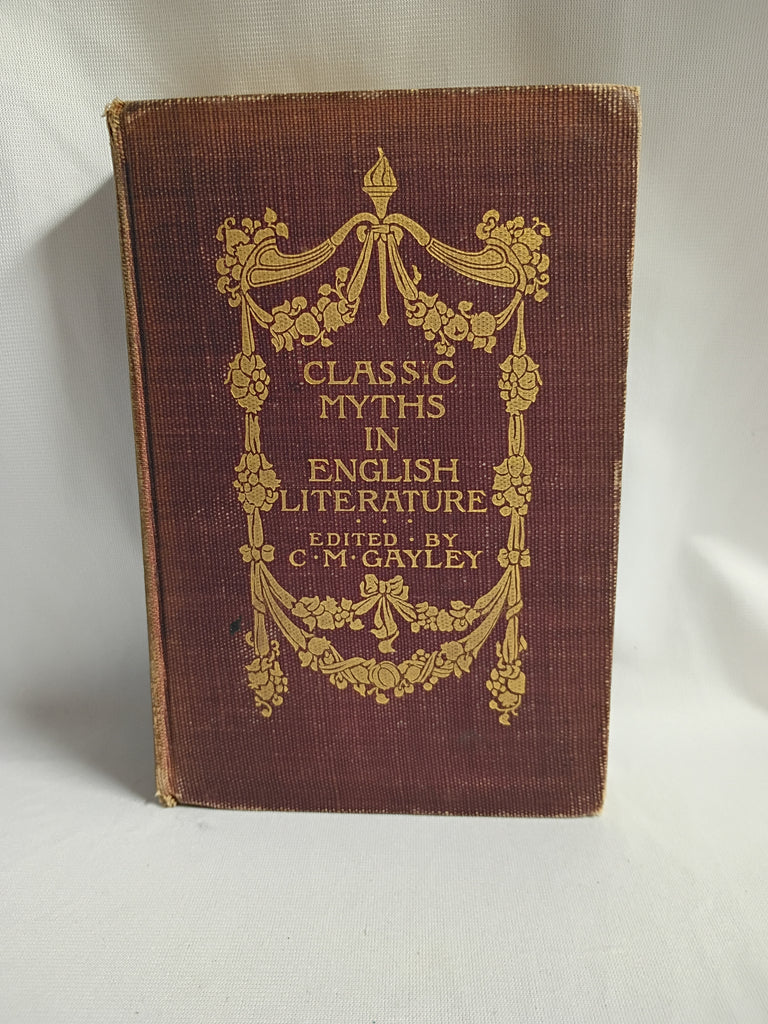 CLASSIC
MYTHS
IN
ENGLISH
LITERATURE
EDITED · BY
C · M · GAYLEY